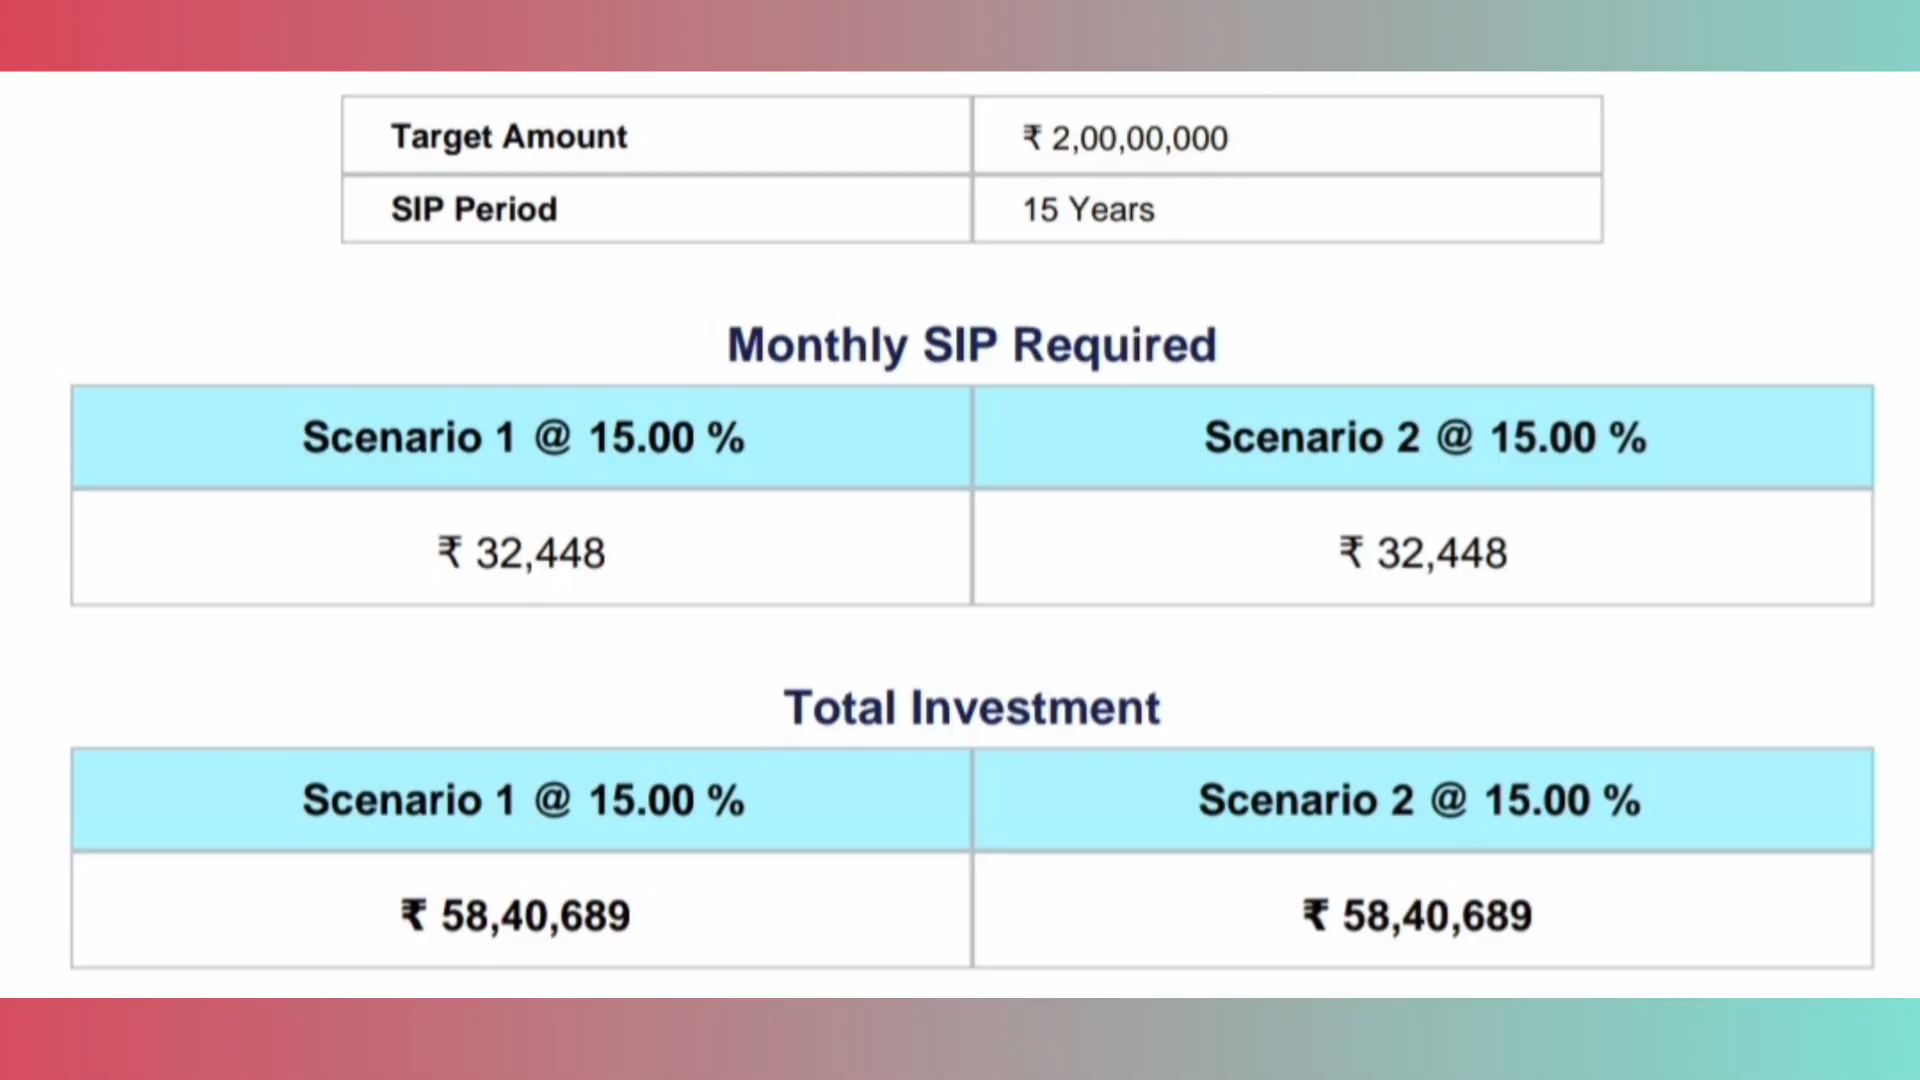 Target Amount ₹ 2,00,00,000
SIP Period 15 Years
Monthly SIP Required
Scenario 1 @ 15.00 % Scenario 2 @ 15.00 %
₹ 32,448 ₹ 32,448
Total Investment
Scenario 1 @ 15.00 % Scenario 2 @ 15.00 %
₹ 58,40,689 ₹ 58,40,689